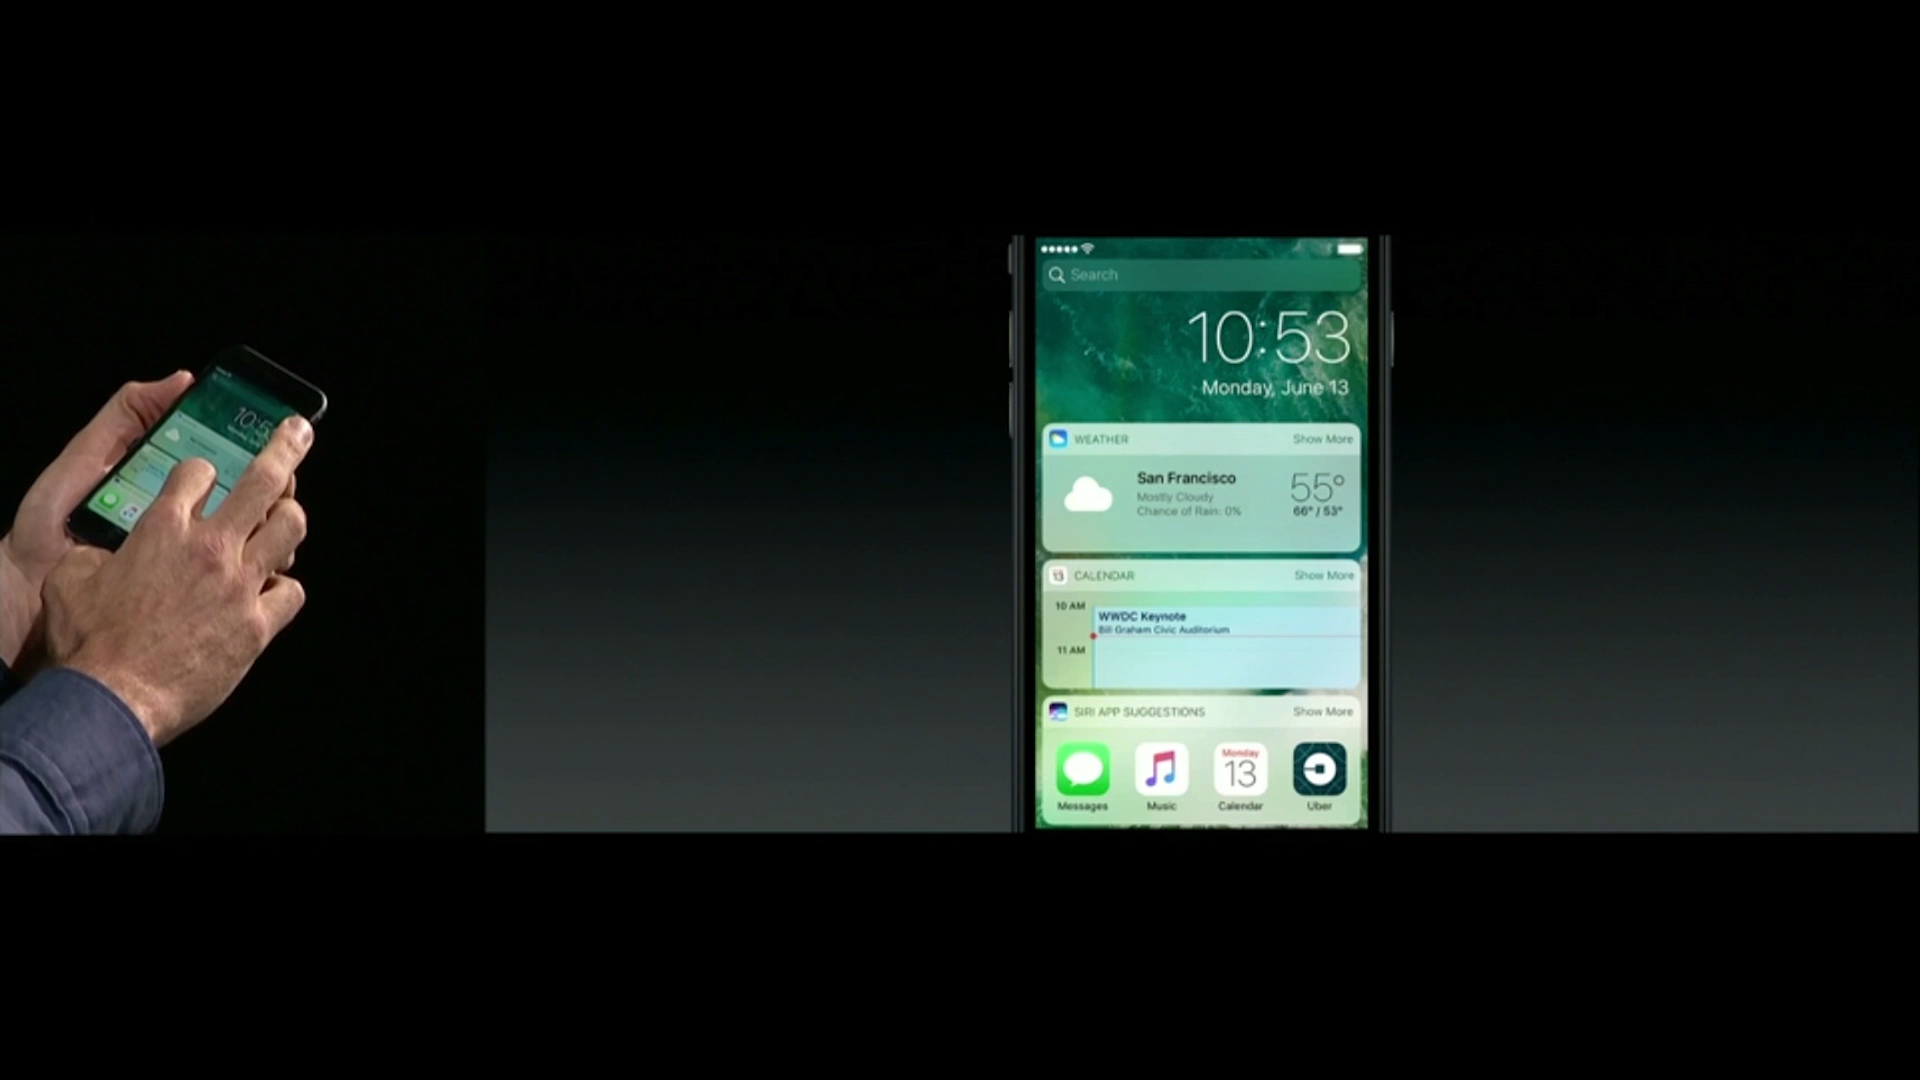 Search
10:53
Monday, June 13
WEATHER Show More
San Francisco
Mostly Cloudy
Chance of Rain: 0%
55°
66° / 53°
13 CALENDAR Show More
10 AM
WWDC Keynote
Bill Graham Civic Auditorium
11 AM
SIRI APP SUGGESTIONS Show More
Monday
13
Messages Music Calendar Uber
10:5